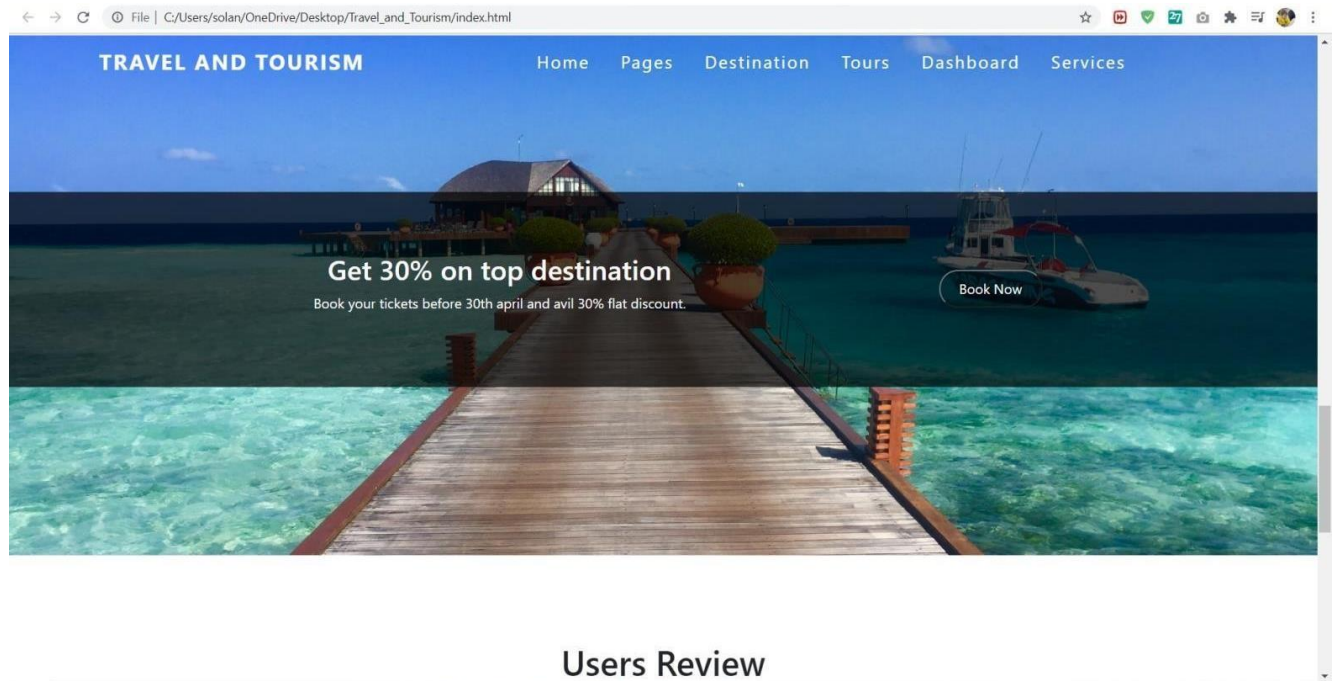 File | C:/Users/solan/OneDrive/Desktop/Travel_and_Tourism/index.html
27
TRAVEL AND TOURISM Home Pages Destination Tours Dashboard Services
Get 30% on top destination
Book your tickets before 30th april and avil 30% flat discount.
Book Now
Users Review